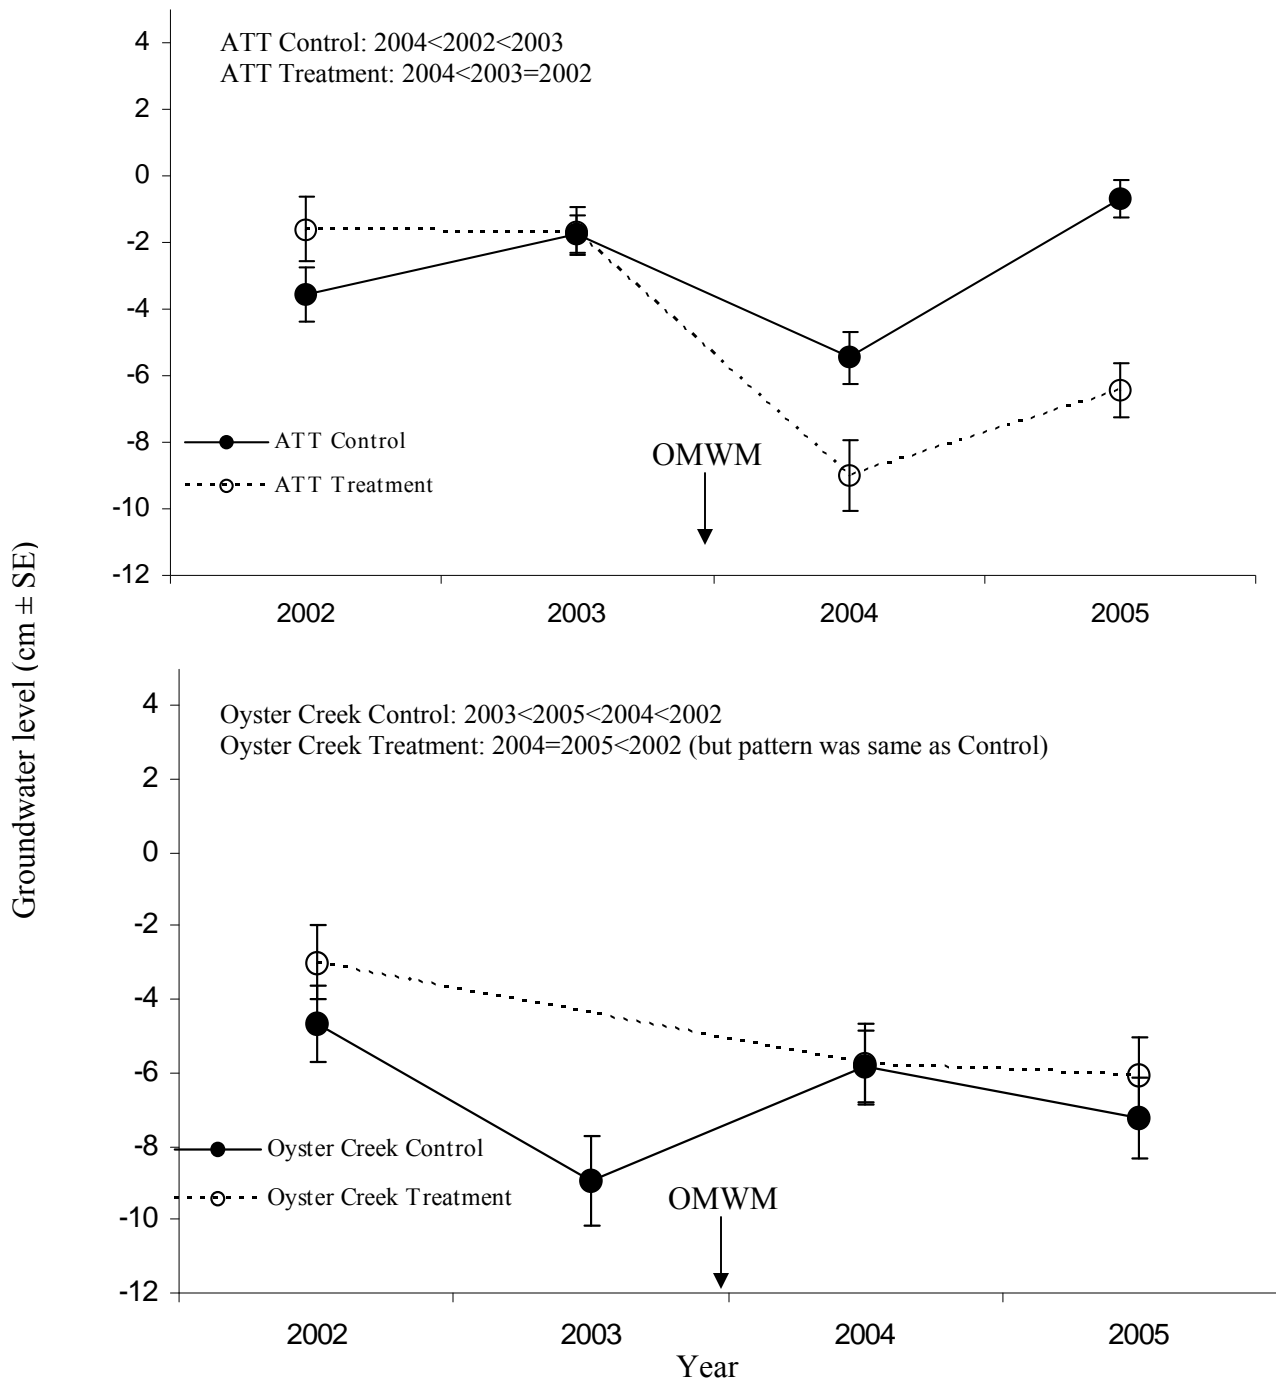 ATT Control: 2004<2002<2003
ATT Treatment: 2004<2003=2002
4
2
0
-2
-4
-6
-8
-10
-12
ATT Control
ATT Treatment
OMWM
2002 2003 2004 2005
Groundwater level (cm ± SE)
Oyster Creek Control: 2003<2005<2004<2002
Oyster Creek Treatment: 2004=2005<2002 (but pattern was same as Control)
4
2
0
-2
-4
-6
-8
-10
-12
Oyster Creek Control
Oyster Creek Treatment
OMWM
2002 2003 2004 2005
Year